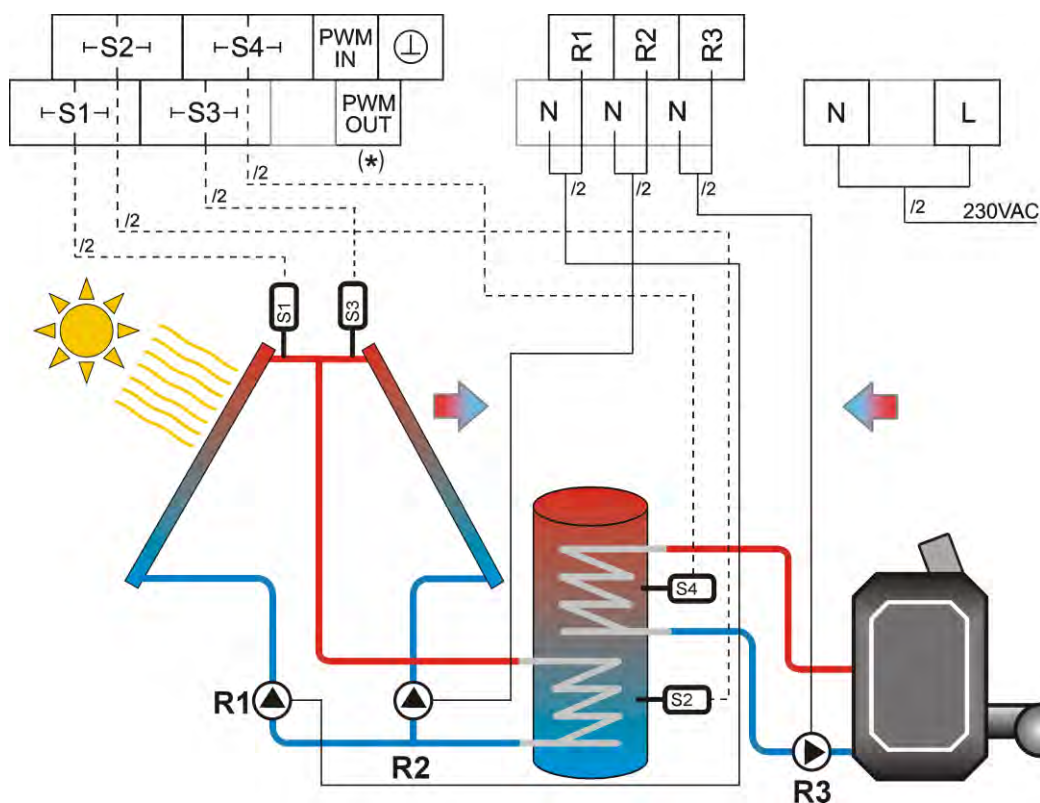 S2 S4 PWM IN
S1 S3 PWM OUT
(*)
R1 R2 R3
N N N
N L
/2 /2 /2 /2 /2 /2 /2 /2 230VAC
S1 S3
S4
S2
R1
R2
R3